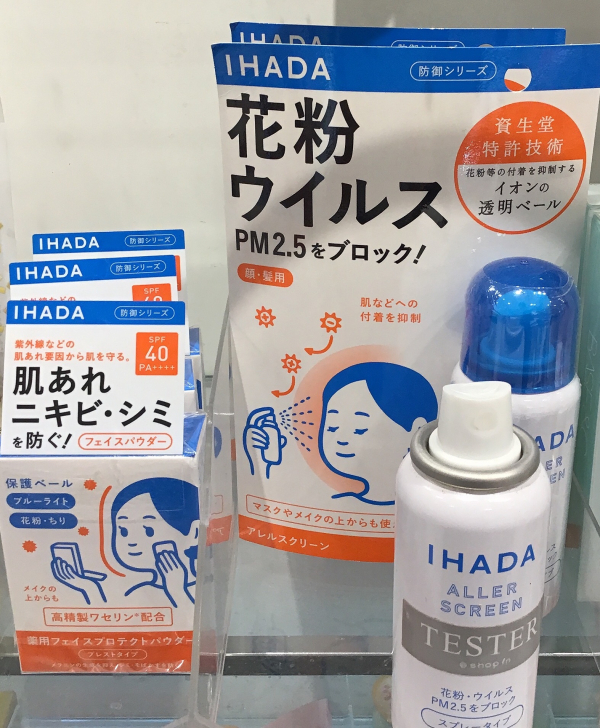 IHADA
防御シリーズ
IHADA
防御シリーズ
花粉
ウイルス
PM2.5をブロック!
顔・髪用
資生堂
特許技術
花粉等の付着を抑制する
イオンの
透明ベール
肌などへの
付着を抑制
マスクやメイクの上からも使
アレルスクリーン
IHADA
防御シリーズ
IHADA
防御シリーズ
SPF
IHADA
防御シリーズ
紫外線などの
肌あれ要因から肌を守る。
SPF
40
PA++++
肌あれ
ニキビ・シミ
を防ぐ!
フェイスパウダー
保護ベール
ブルーライト
花粉・ちり
メイクの
上からも
高精製ワセリン*配合
薬用フェイスプロテクトパウダー
プレストタイプ
IHADA
ALLER
SCREEN
TESTER
@shop in
花粉・ウイルス
PM2.5をブロック
スプレータイプ